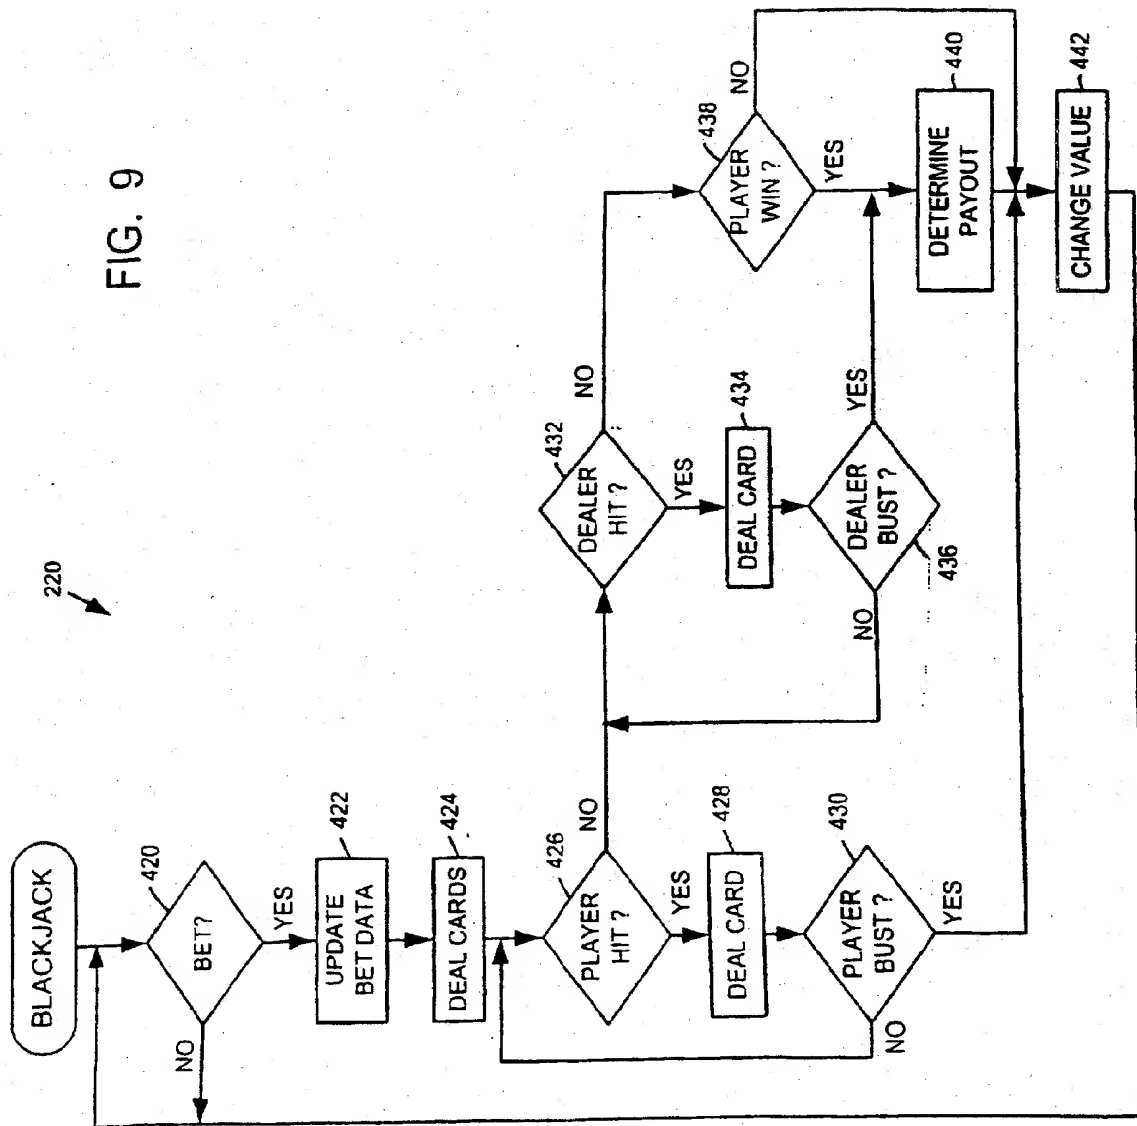 FIG. 9
220
BLACKJACK
420
BET?
YES
NO
422
UPDATE
BET DATA
424
DEAL CARDS
426
PLAYER
HIT?
NO
YES
428
DEAL CARD
430
PLAYER
BUST?
NO
YES
432
DEALER
HIT?
NO
YES
434
DEAL CARD
DEALER
BUST?
436
NO
YES
438
PLAYER
WIN?
NO
YES
440
DETERMINE
PAYOUT
442
CHANGE VALUE